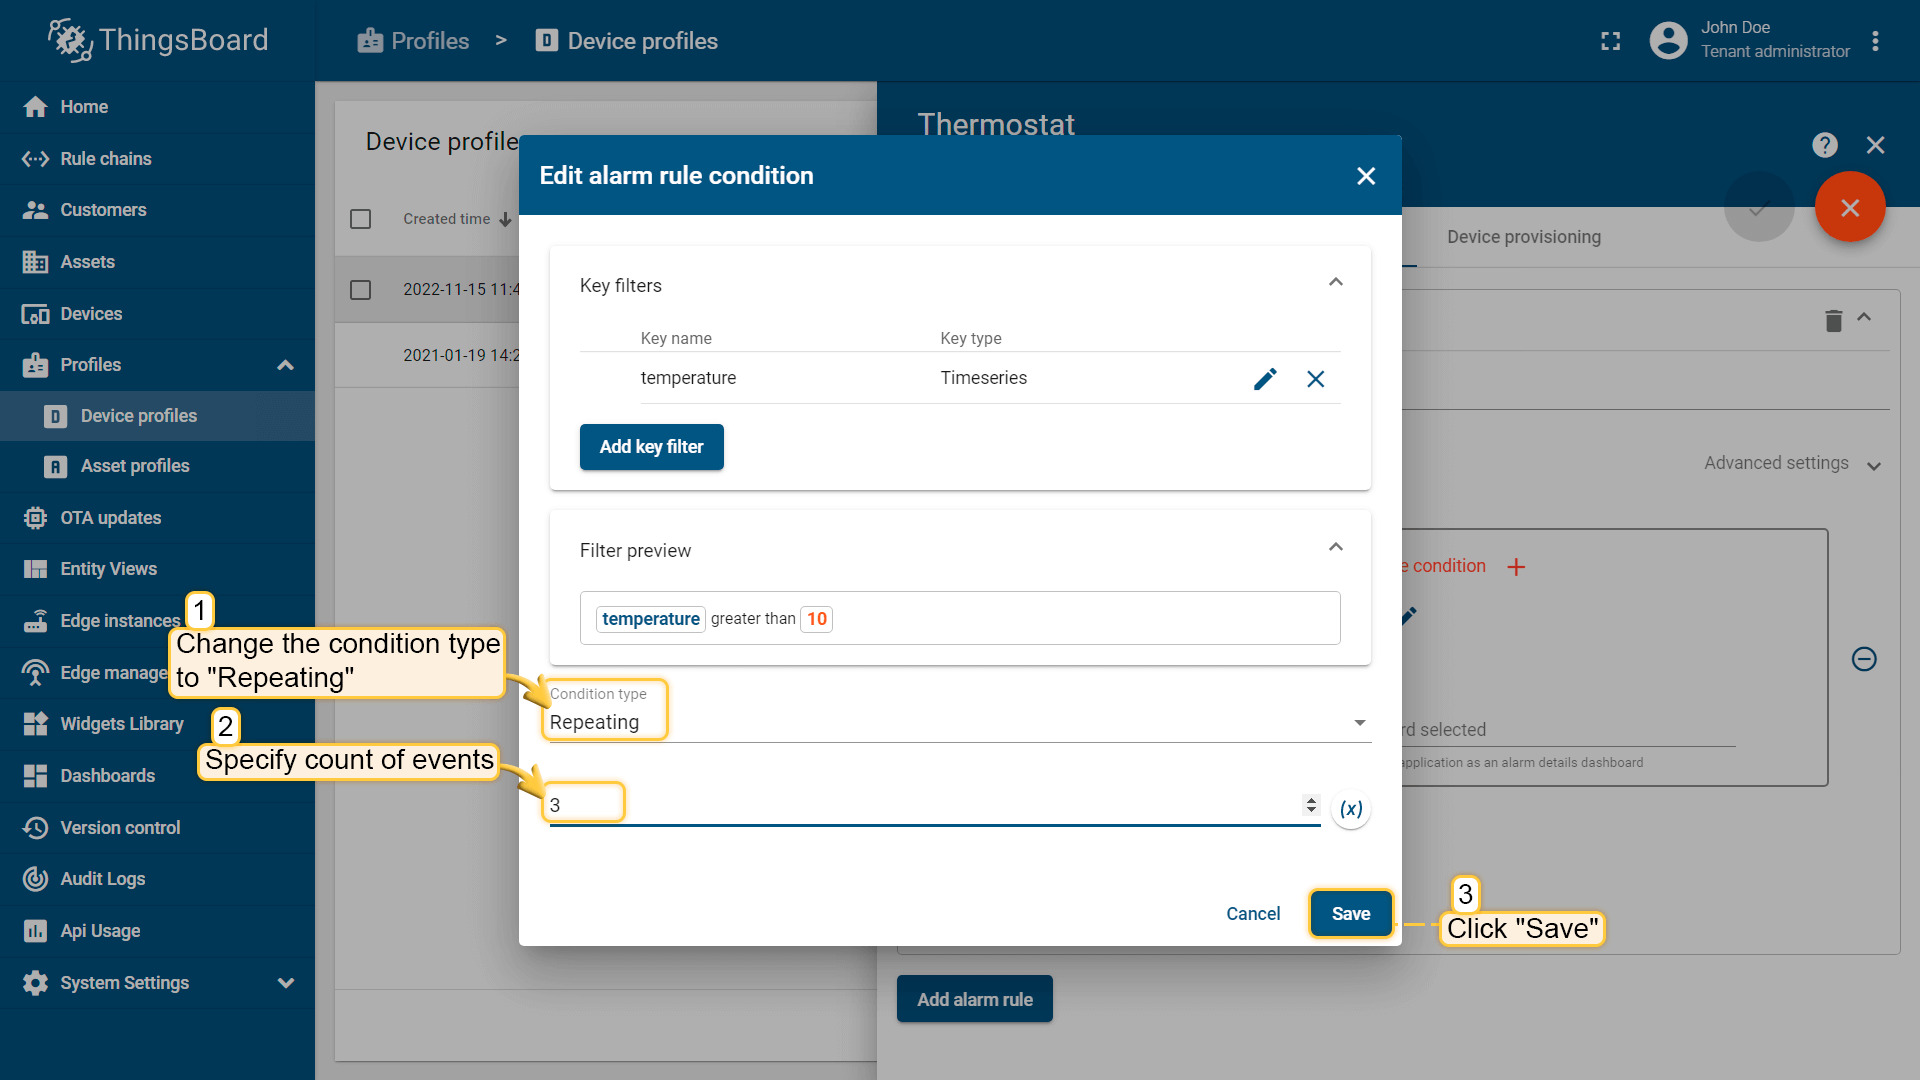 ThingsBoard
Profiles > Device profiles
John Doe
Tenant administrator
Home
Rule chains
Customers
Assets
Devices
Profiles
Device profiles
Asset profiles
OTA updates
Entity Views
Edge instances
Edge manage
Widgets Library
Dashboards
Version control
Audit Logs
Api Usage
System Settings
Device profile
Created time
2022-11-15 11:4
2021-01-19 14:2
Thermostat
Device provisioning
Advanced settings
e condition
rd selected
application as an alarm details dashboard
Add alarm rule
Edit alarm rule condition
Key filters
Key name Key type
temperature Timeseries
Add key filter
Filter preview
temperature greater than 10
Condition type
Repeating
3
(x)
Cancel Save
1
Change the condition type
to "Repeating"
2
Specify count of events
3
Click "Save"